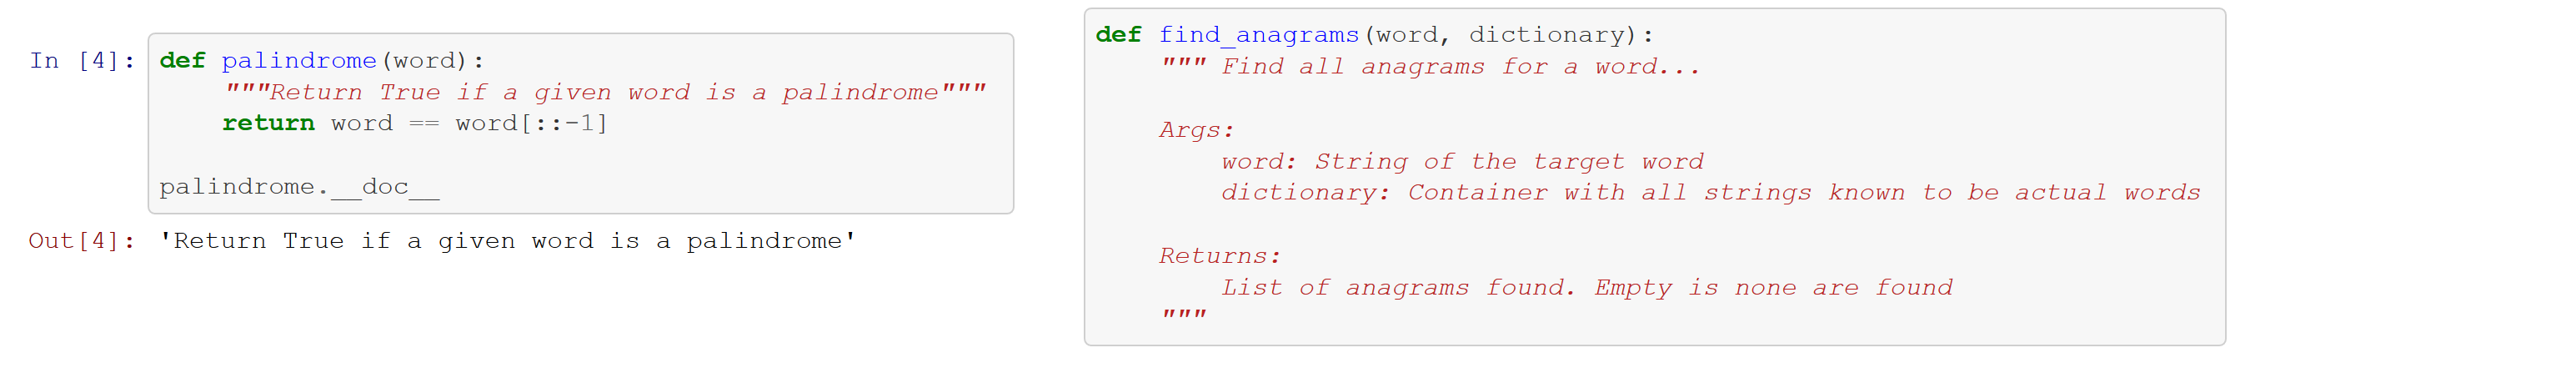 In [4]: def palindrome(word):
    """Return True if a given word is a palindrome"""
    return word == word[::-1]

palindrome.__doc__
Out[4]: 'Return True if a given word is a palindrome'
def find_anagrams(word, dictionary):
    """ Find all anagrams for a word...

    Args:
        word: String of the target word
        dictionary: Container with all strings known to be actual words

    Returns:
        List of anagrams found. Empty is none are found
    """